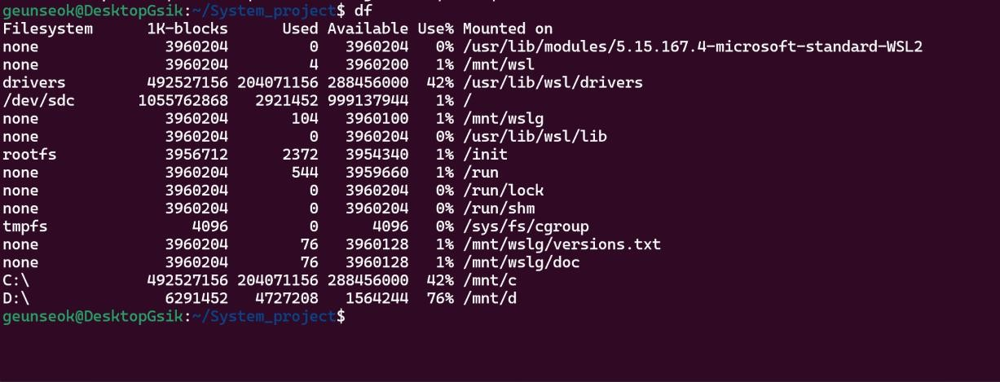 geunseok@DesktopGsik:~/System_project$ df
Filesystem      1K-blocks      Used Available Use% Mounted on
none              3960204         0   3960204   0% /usr/lib/modules/5.15.167.4-microsoft-standard-WSL2
none              3960204         4   3960200   1% /mnt/wsl
drivers         492527156 204071156 288456000  42% /usr/lib/wsl/drivers
/dev/sdc       1055762868   2921452 999137944   1% /
none              3960204       104   3960100   1% /mnt/wslg
none              3960204         0   3960204   0% /usr/lib/wsl/lib
rootfs            3956712      2372   3954340   1% /init
none              3960204       544   3959660   1% /run
none              3960204         0   3960204   0% /run/lock
none              3960204         0   3960204   0% /run/shm
tmpfs                4096         0      4096   0% /sys/fs/cgroup
none              3960204        76   3960128   1% /mnt/wslg/versions.txt
none              3960204        76   3960128   1% /mnt/wslg/doc
C:\             492527156 204071156 288456000  42% /mnt/c
D:\               6291452   4727208   1564244  76% /mnt/d
geunseok@DesktopGsik:~/System_project$